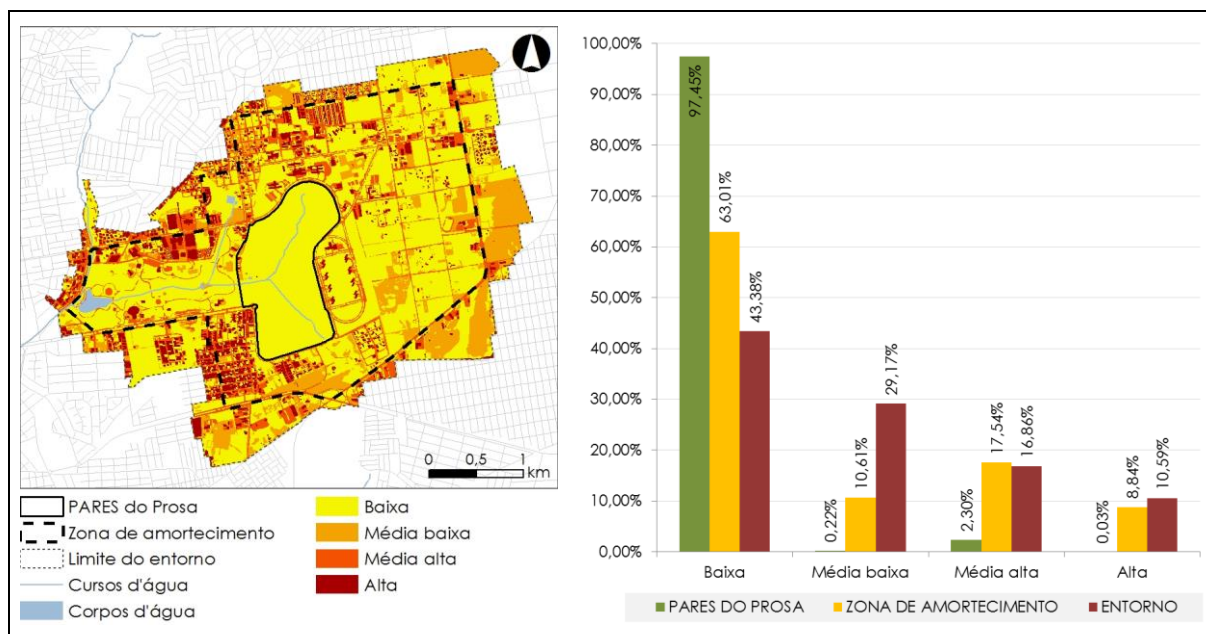 0 0,5 1
km
PARES do Prosa
Zona de amortecimento
Limite do entorno
Cursos d'água
Corpos d'água
Baixa
Média baixa
Média alta
Alta
100,00%
90,00%
80,00%
70,00%
60,00%
50,00%
40,00%
30,00%
20,00%
10,00%
0,00%
97,45%
63,01%
43,38%
0,22%
10,61%
29,17%
2,30%
17,54%
16,86%
0,03%
8,84%
10,59%
Baixa Média baixa Média alta Alta
PARES DO PROSA ZONA DE AMORTECIMENTO ENTORNO